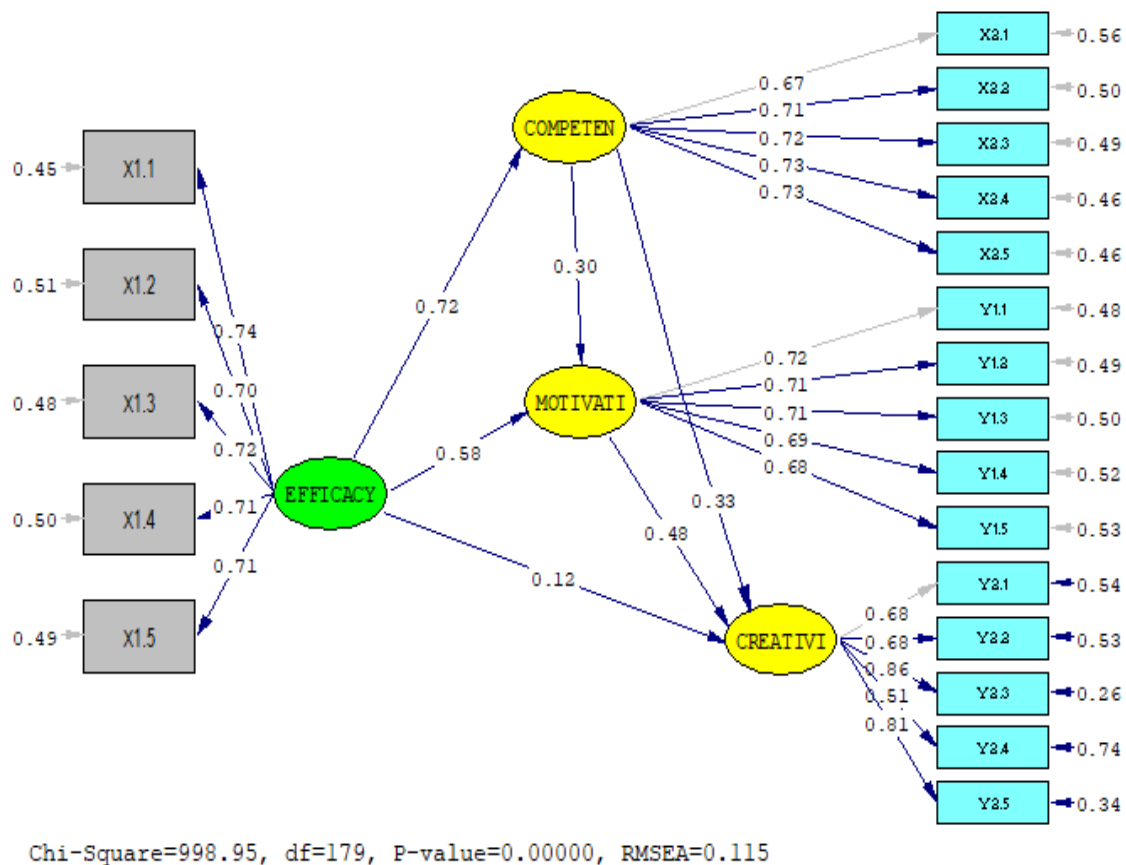 X1.1
X1.2
X1.3
X1.4
X1.5
0.45
0.51
0.48
0.50
0.49
0.74
0.70
0.72
0.71
0.71
EFFICACY
0.72
0.58
0.12
COMPETEN
0.30
0.33
MOTIVATI
0.48
CREATIVI
0.67
0.71
0.72
0.73
0.73
0.72
0.71
0.71
0.69
0.68
0.68
0.68
0.86
0.51
0.81
X2.1
X2.2
X2.3
X2.4
X2.5
Y1.1
Y1.2
Y1.3
Y1.4
Y1.5
Y2.1
Y2.2
Y2.3
Y2.4
Y2.5
0.56
0.50
0.49
0.46
0.46
0.48
0.49
0.50
0.52
0.53
0.54
0.53
0.26
0.74
0.34
Chi-Square=998.95, df=179, P-value=0.00000, RMSEA=0.115